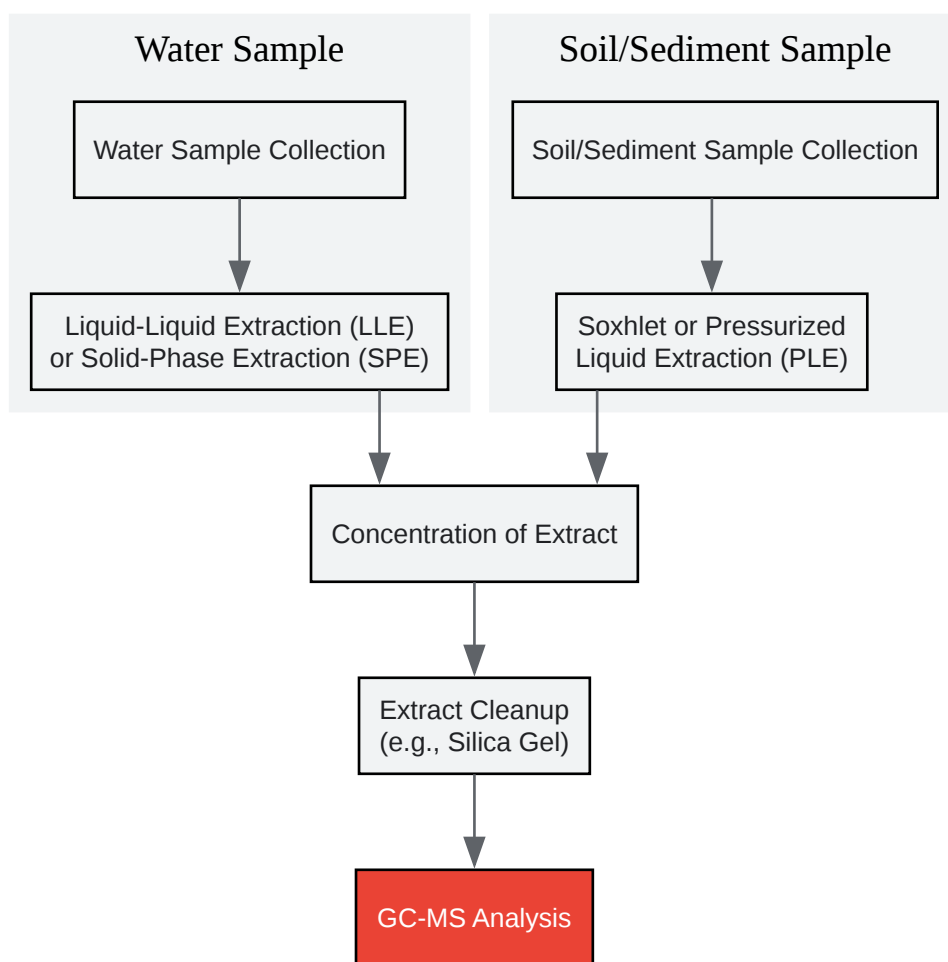 Water Sample
Soil/Sediment Sample
Water Sample Collection
Soil/Sediment Sample Collection
Liquid-Liquid Extraction (LLE)
or Solid-Phase Extraction (SPE)
Soxhlet or Pressurized
Liquid Extraction (PLE)
Concentration of Extract
Extract Cleanup
(e.g., Silica Gel)
GC-MS Analysis